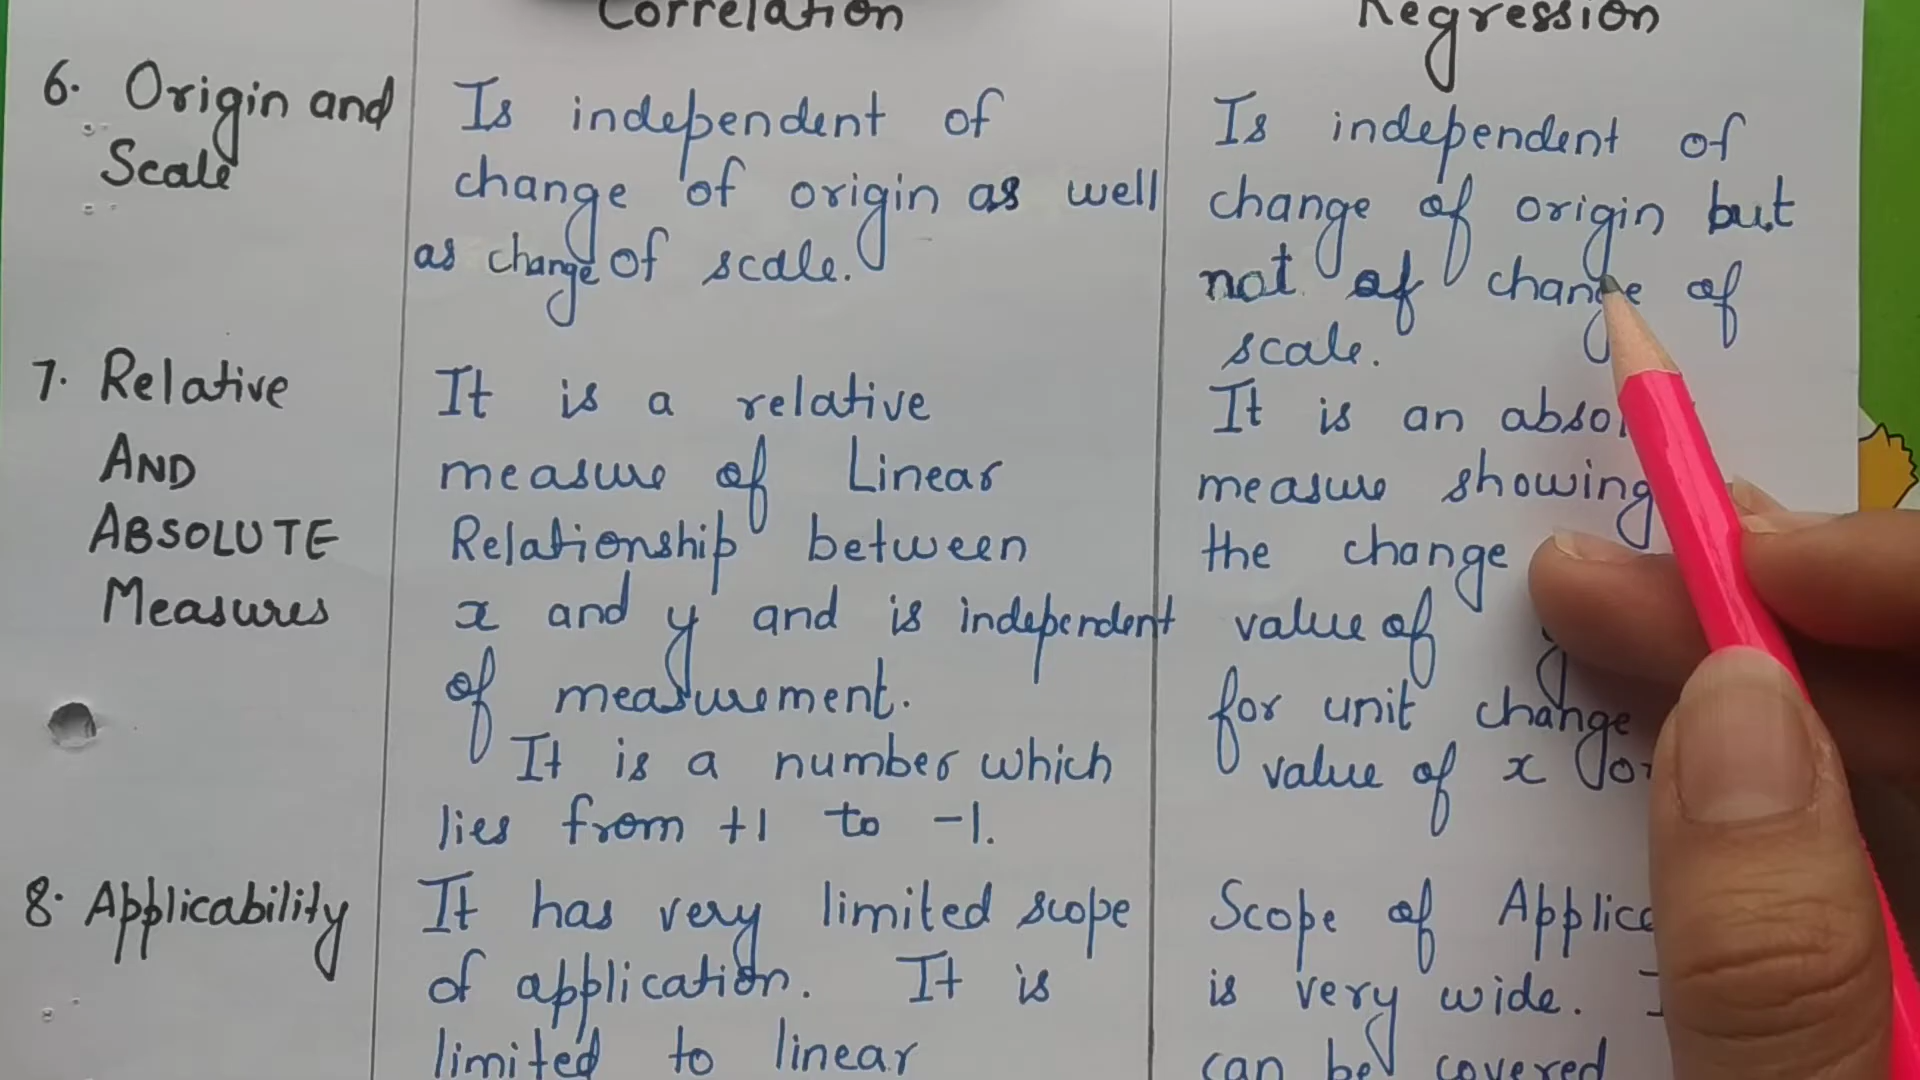 Correlation
Regression
6. Origin and
Scale
Is independent of
change of origin as well
as change of scale.
Is independent of
change of origin but
not of change of
scale.
7. Relative
AND
ABSOLUTE
Measures
It is a relative
measure of Linear
Relationship between
x and y and is independent
of measurement.
It is a number which
lies from +1 to -1.
It is an
measure showing
the change
value of
for unit change
value of x
8. Applicability
It has very limited scope
of application. It is
limited to linear
Scope of
is very wide.
can be covered